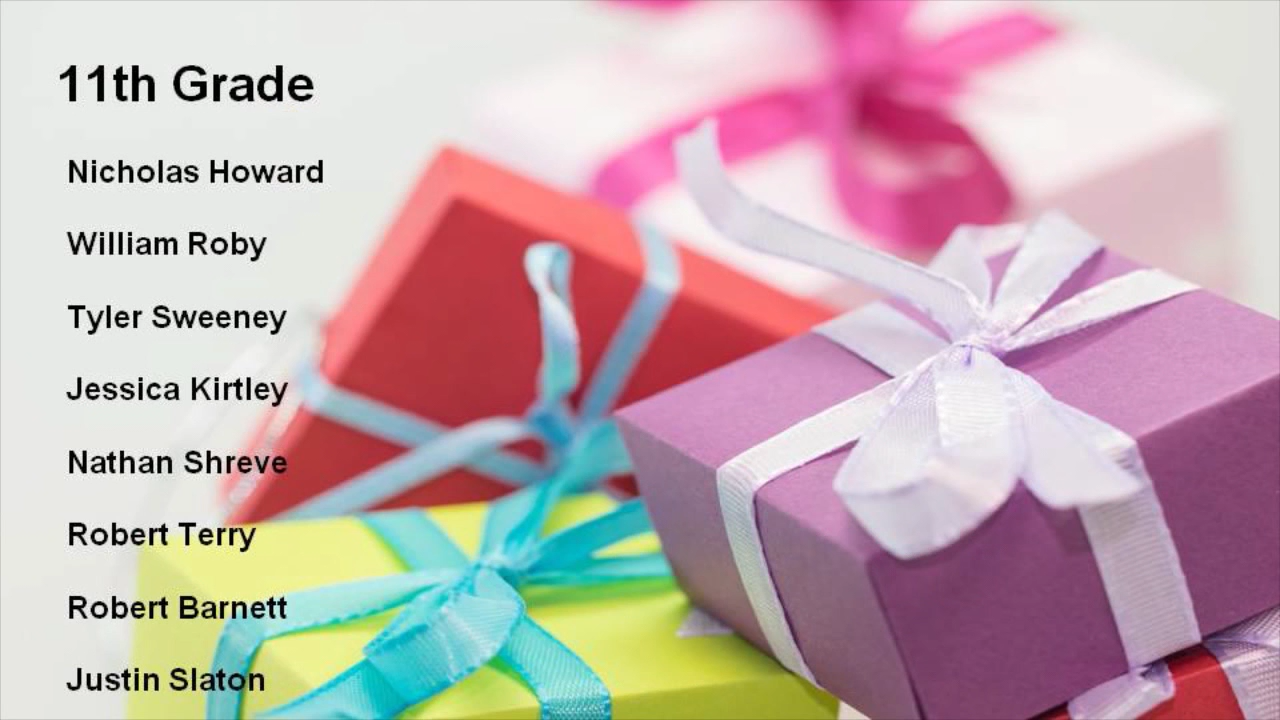 11th Grade
Nicholas Howard
William Roby
Tyler Sweeney
Jessica Kirtley
Nathan Shreve
Robert Terry
Robert Barnett
Justin Slaton